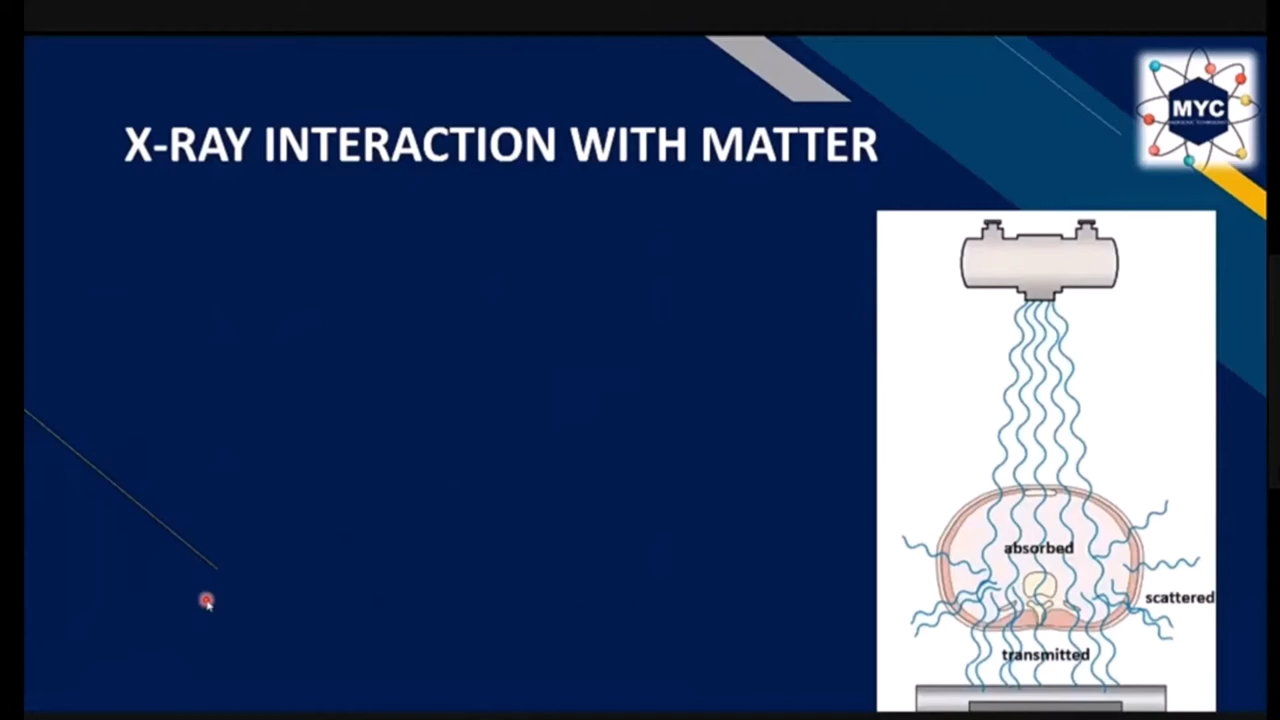 X-RAY INTERACTION WITH MATTER
MYC
absorbed
scattered
transmitted